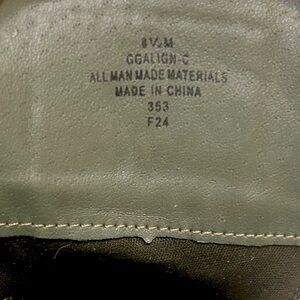 8½M
GGALIGN-C
ALL MAN MADE MATERIALS
MADE IN CHINA
353
F24